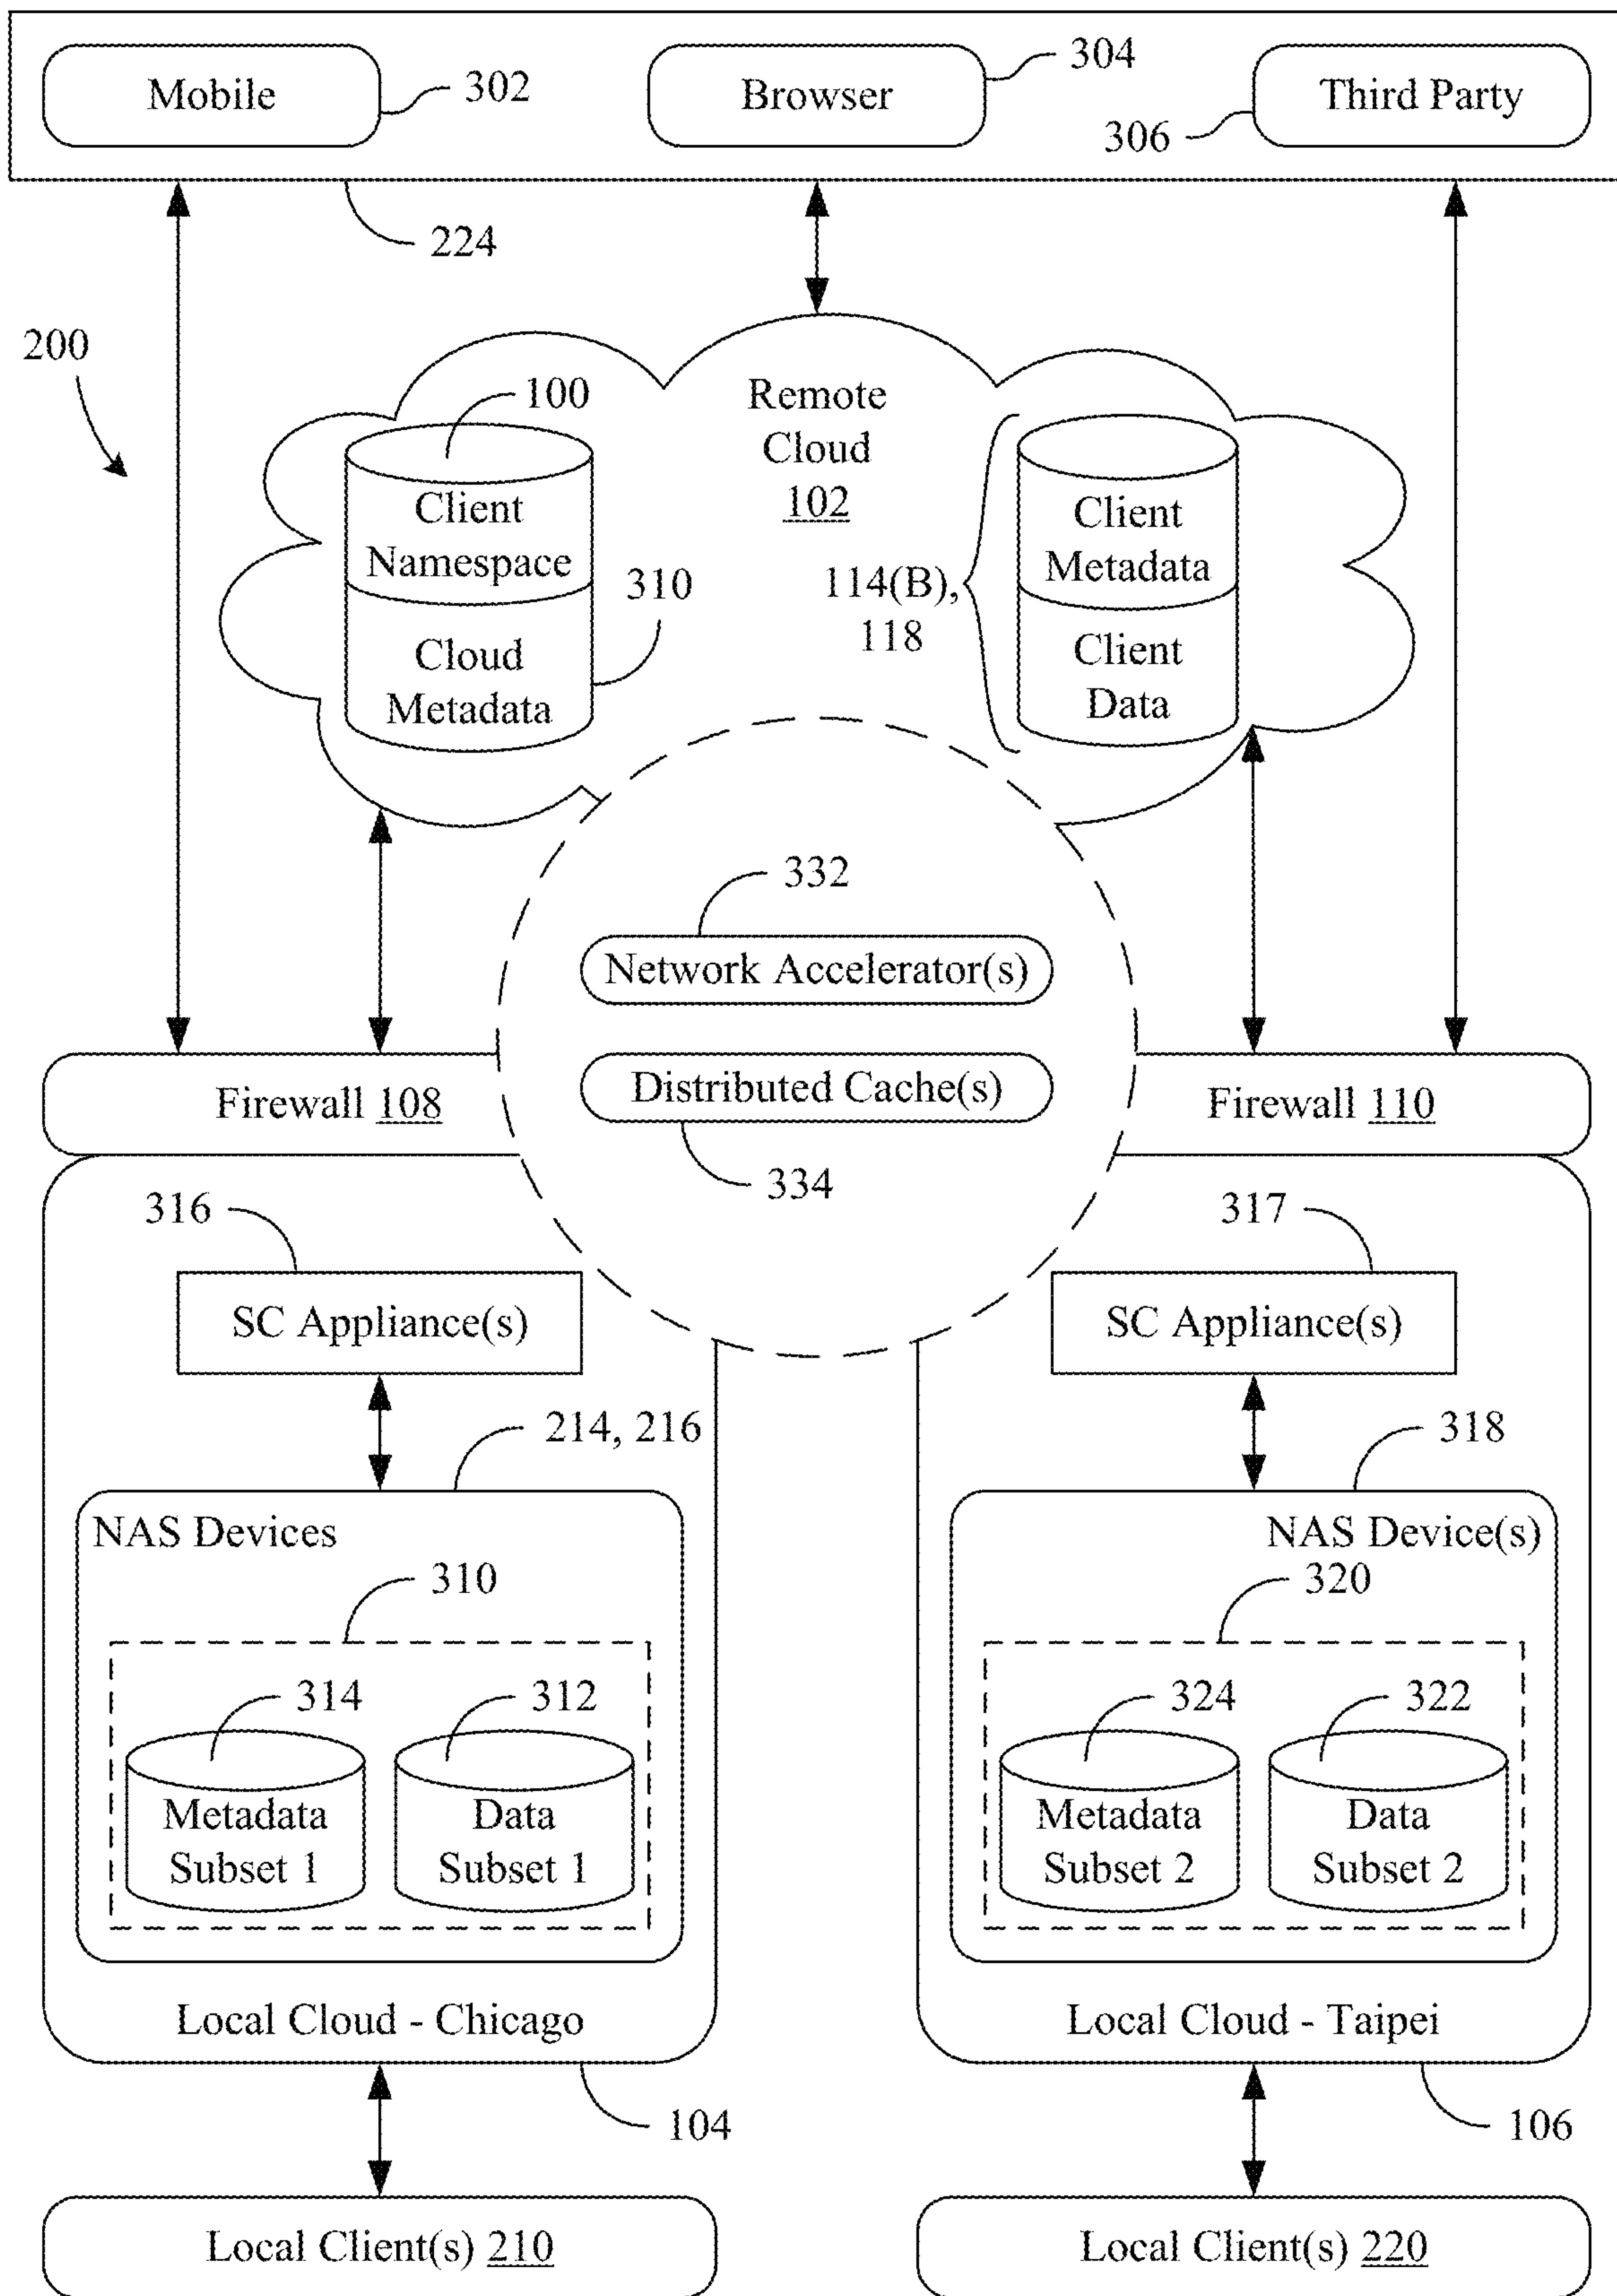 Mobile
302
Browser
304
Third Party
306
224
200
100
Remote
Cloud
102
Client
Namespace
310
Cloud
Metadata
114(B),
118
Client
Metadata
Client
Data
332
Network Accelerator(s)
Distributed Cache(s)
334
Firewall 108
Firewall 110
316
SC Appliance(s)
317
SC Appliance(s)
214, 216
NAS Devices
310
314
312
Metadata
Subset 1
Data
Subset 1
Local Cloud - Chicago
104
318
NAS Device(s)
320
324
322
Metadata
Subset 2
Data
Subset 2
Local Cloud - Taipei
106
Local Client(s) 210
Local Client(s) 220